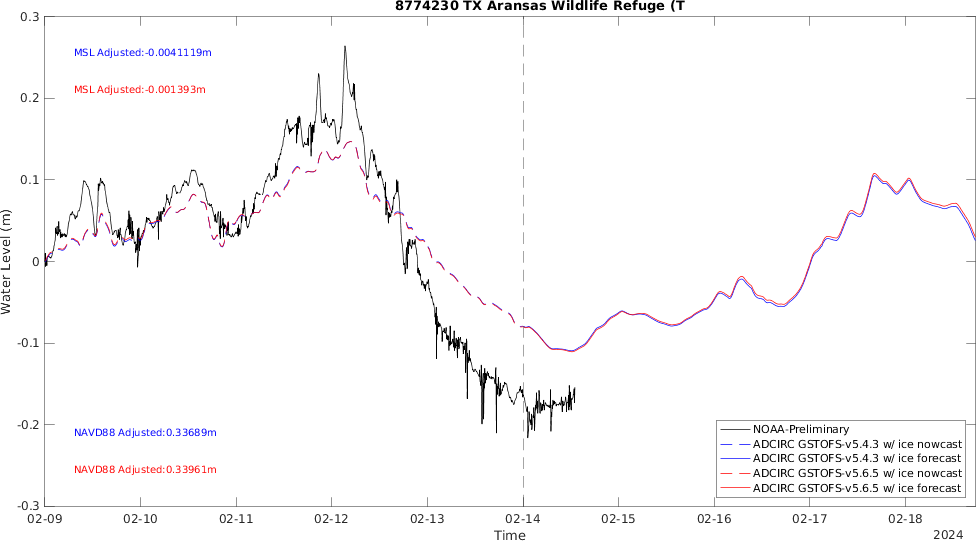 8774230 TX Aransas Wildlife Refuge (T
0.3
MSL Adjusted:-0.0041119m
MSL Adjusted:-0.001393m
0.2
0.1
0
-0.1
-0.2
-0.3
Water Level (m)
NAVD88 Adjusted:0.33689m
NAVD88 Adjusted:0.33961m
NOAA-Preliminary
ADCIRC GSTOFS-v5.4.3 w/ ice nowcast
ADCIRC GSTOFS-v5.4.3 w/ ice forecast
ADCIRC GSTOFS-v5.6.5 w/ ice nowcast
ADCIRC GSTOFS-v5.6.5 w/ ice forecast
02-09 02-10 02-11 02-12 02-13 02-14 02-15 02-16 02-17 02-18
Time
2024